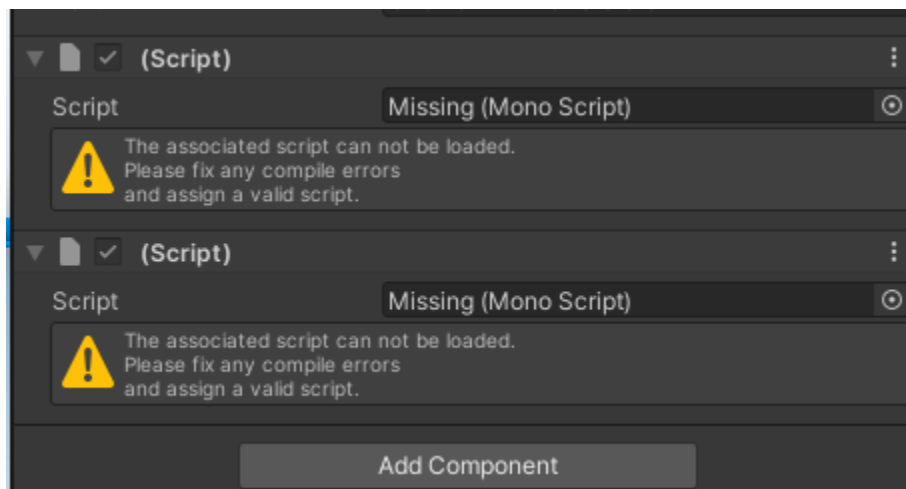 (Script)
Script Missing (Mono Script)
The associated script can not be loaded.
Please fix any compile errors
and assign a valid script.
(Script)
Script Missing (Mono Script)
The associated script can not be loaded.
Please fix any compile errors
and assign a valid script.
Add Component